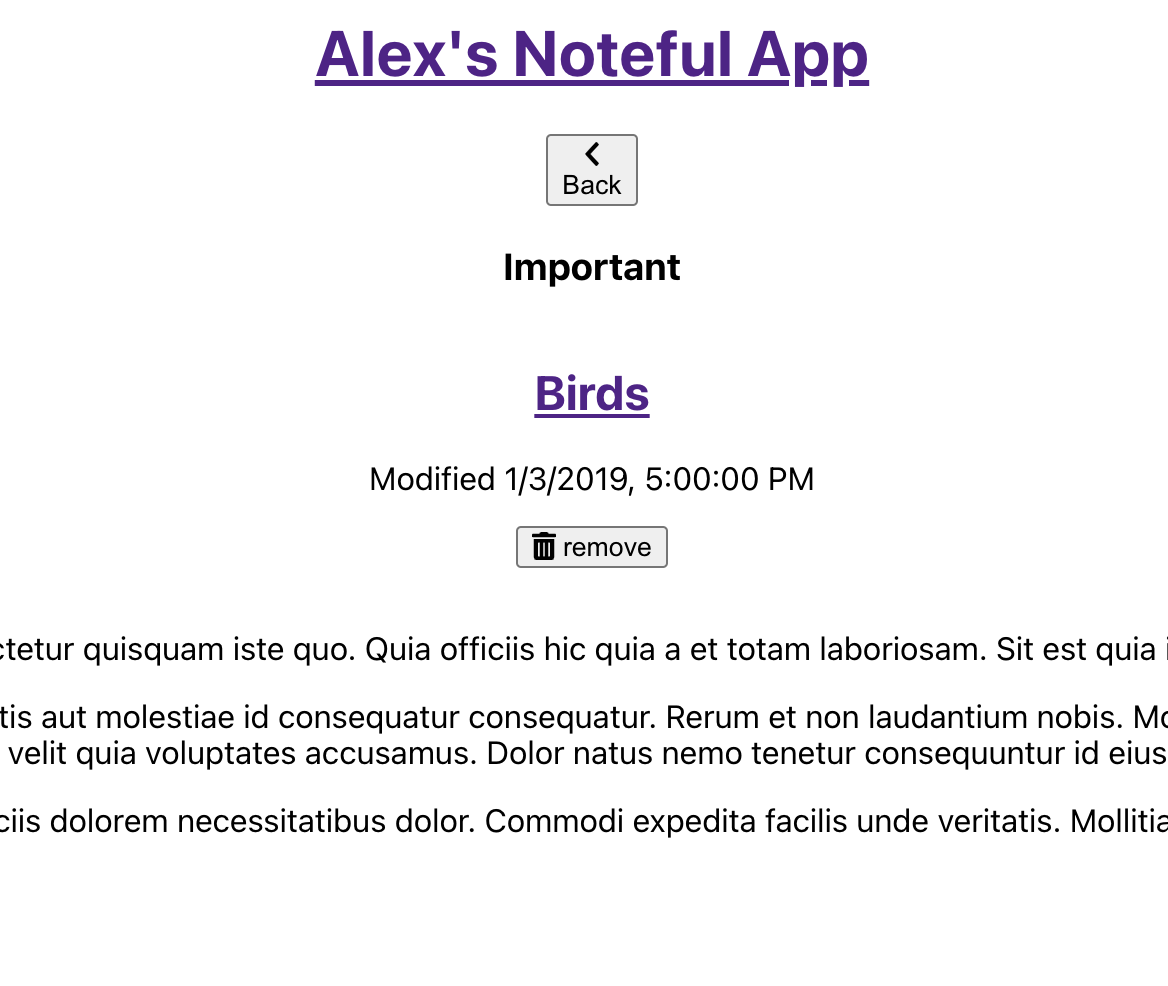 Alex's Noteful App
Back
Important
Birds
Modified 1/3/2019, 5:00:00 PM
remove
ctetur quisquam iste quo. Quia officiis hic quia a et totam laboriosam. Sit est quia i
tis aut molestiae id consequatur consequatur. Rerum et non laudantium nobis. Mo
velit quia voluptates accusamus. Dolor natus nemo tenetur consequuntur id eius
ciis dolorem necessitatibus dolor. Commodi expedita facilis unde veritatis. Mollitia